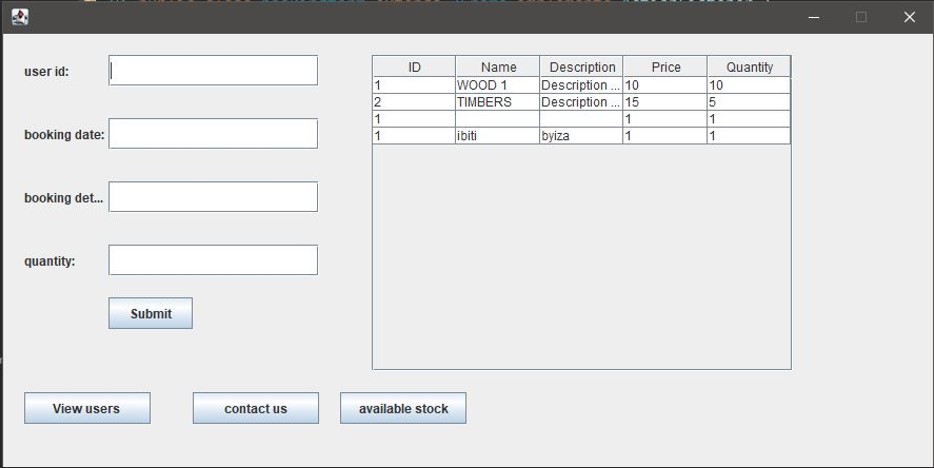 user id:
booking date:
booking det...
quantity:
Submit
ID Name Description Price Quantity
1 WOOD 1 Description ... 10 10
2 TIMBERS Description ... 15 5
1 1 1
1 ibiti byiza 1 1
View users contact us available stock